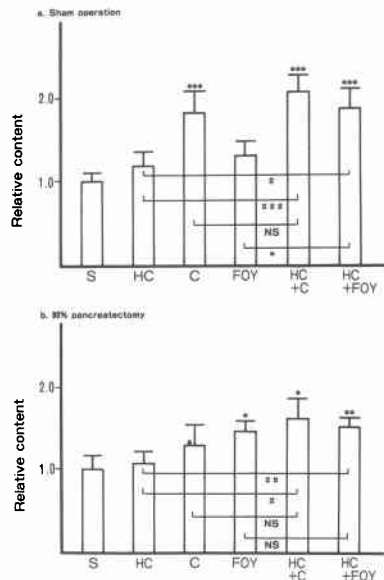 a. Sham operation
*** *** ***
2.0
Relative content
1.0
#
###
NS
*
S HC C FOY HC HC
+C +FOY
b. 90% pancreatectomy
2.0
Relative content
* * * **
1.0
##
#
NS
NS
S HC C FOY HC HC
+C +FOY